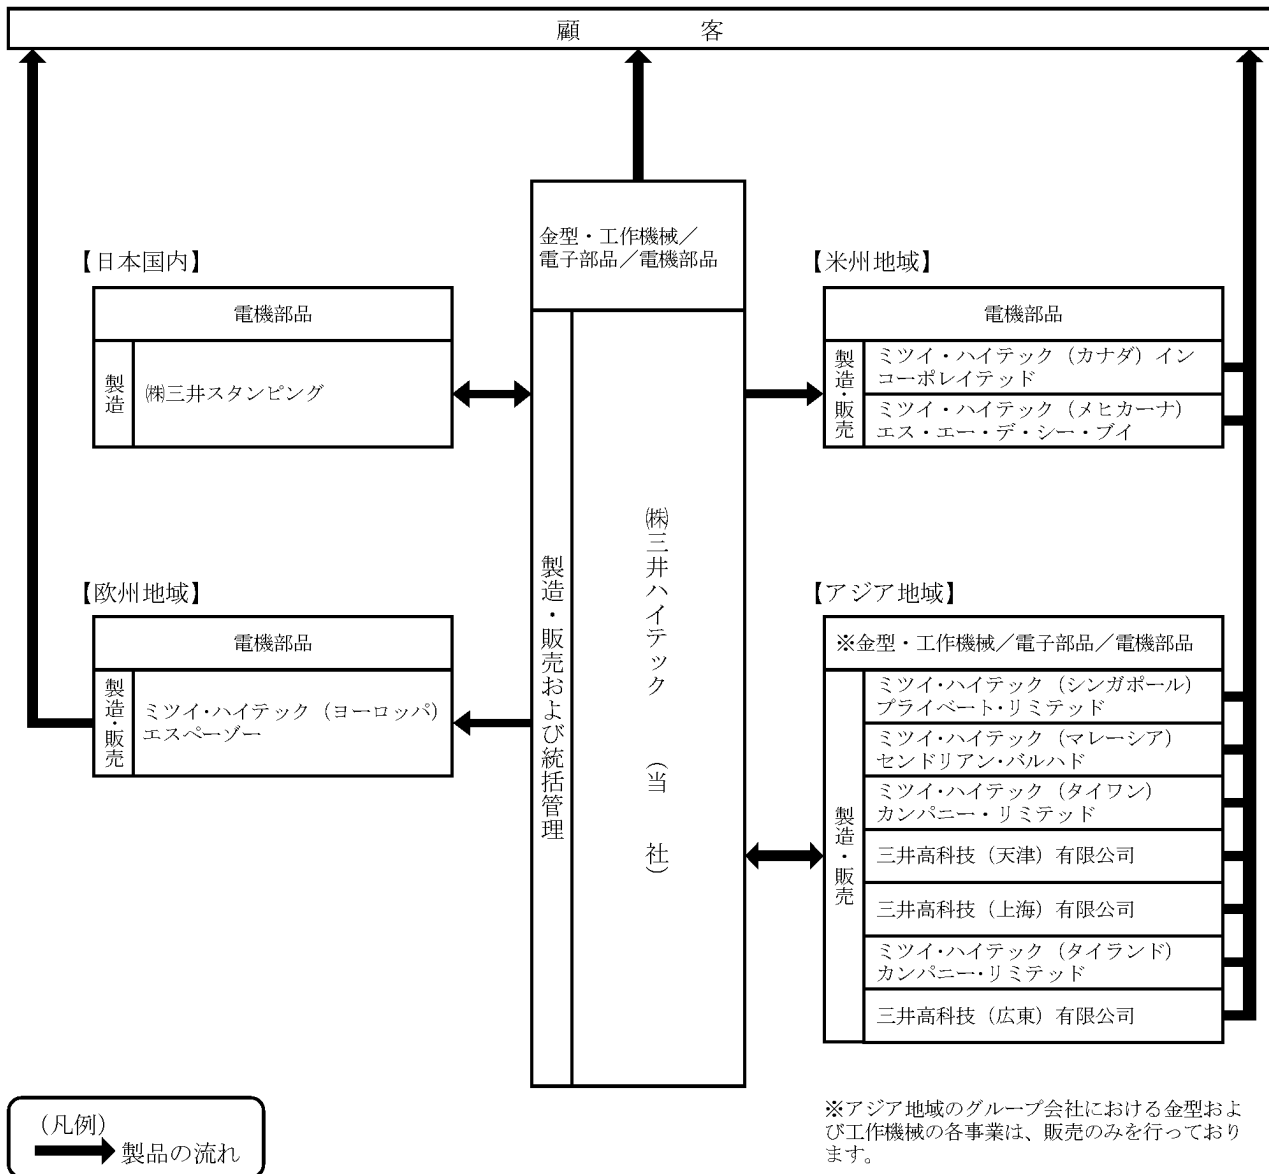 顧　　　　　客
金型・工作機械／
電子部品／電機部品
製造・販売および統括管理
㈱三井ハイテック　（当　社）
【日本国内】
電機部品
製造
㈱三井スタンピング
【欧州地域】
電機部品
製造・販売
ミツイ・ハイテック（ヨーロッパ）
エスペーゾー
【米州地域】
電機部品
製造・販売
ミツイ・ハイテック（カナダ）イン
コーポレイテッド
ミツイ・ハイテック（メヒカーナ）
エス・エー・デ・シー・ブイ
【アジア地域】
※金型・工作機械／電子部品／電機部品
製造・販売
ミツイ・ハイテック（シンガポール）
プライベート・リミテッド
ミツイ・ハイテック（マレーシア）
センドリアン・バルハド
ミツイ・ハイテック（タイワン）
カンパニー・リミテッド
三井高科技（天津）有限公司
三井高科技（上海）有限公司
ミツイ・ハイテック（タイランド）
カンパニー・リミテッド
三井高科技（広東）有限公司
（凡例）
製品の流れ
※アジア地域のグループ会社における金型およ
び工作機械の各事業は、販売のみを行っており
ます。